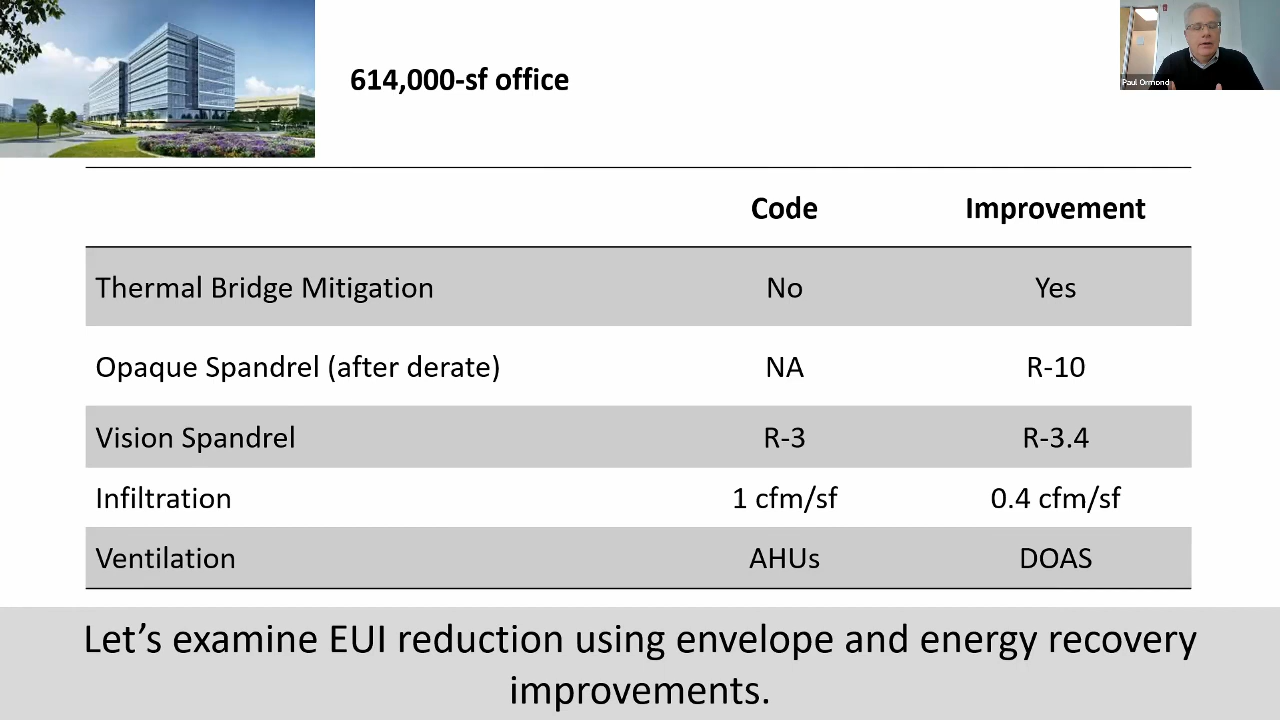 614,000-sf office
Paul Ormond
Code Improvement
Thermal Bridge Mitigation No Yes
Opaque Spandrel (after derate) NA R-10
Vision Spandrel R-3 R-3.4
Infiltration 1 cfm/sf 0.4 cfm/sf
Ventilation AHUs DOAS
Let’s examine EUI reduction using envelope and energy recovery
improvements.